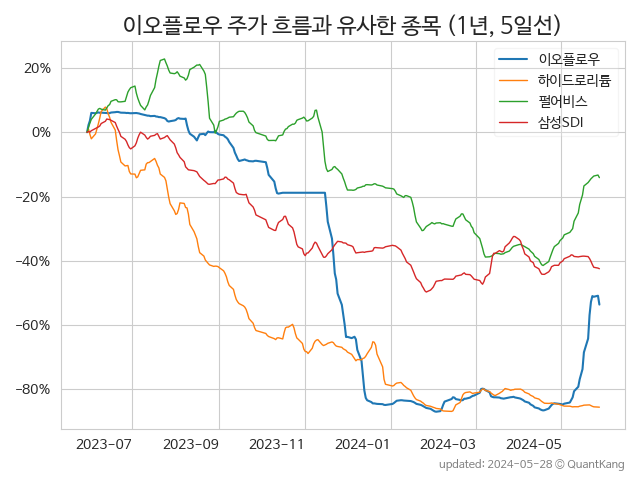 이오플로우 주가 흐름과 유사한 종목 (1년, 5일선)
이오플로우
하이드로리튬
펄어비스
삼성SDI
20%
0%
−20%
−40%
−60%
−80%
2023-07
2023-09
2023-11
2024-01
2024-03
2024-05
updated: 2024-05-28 © QuantKang